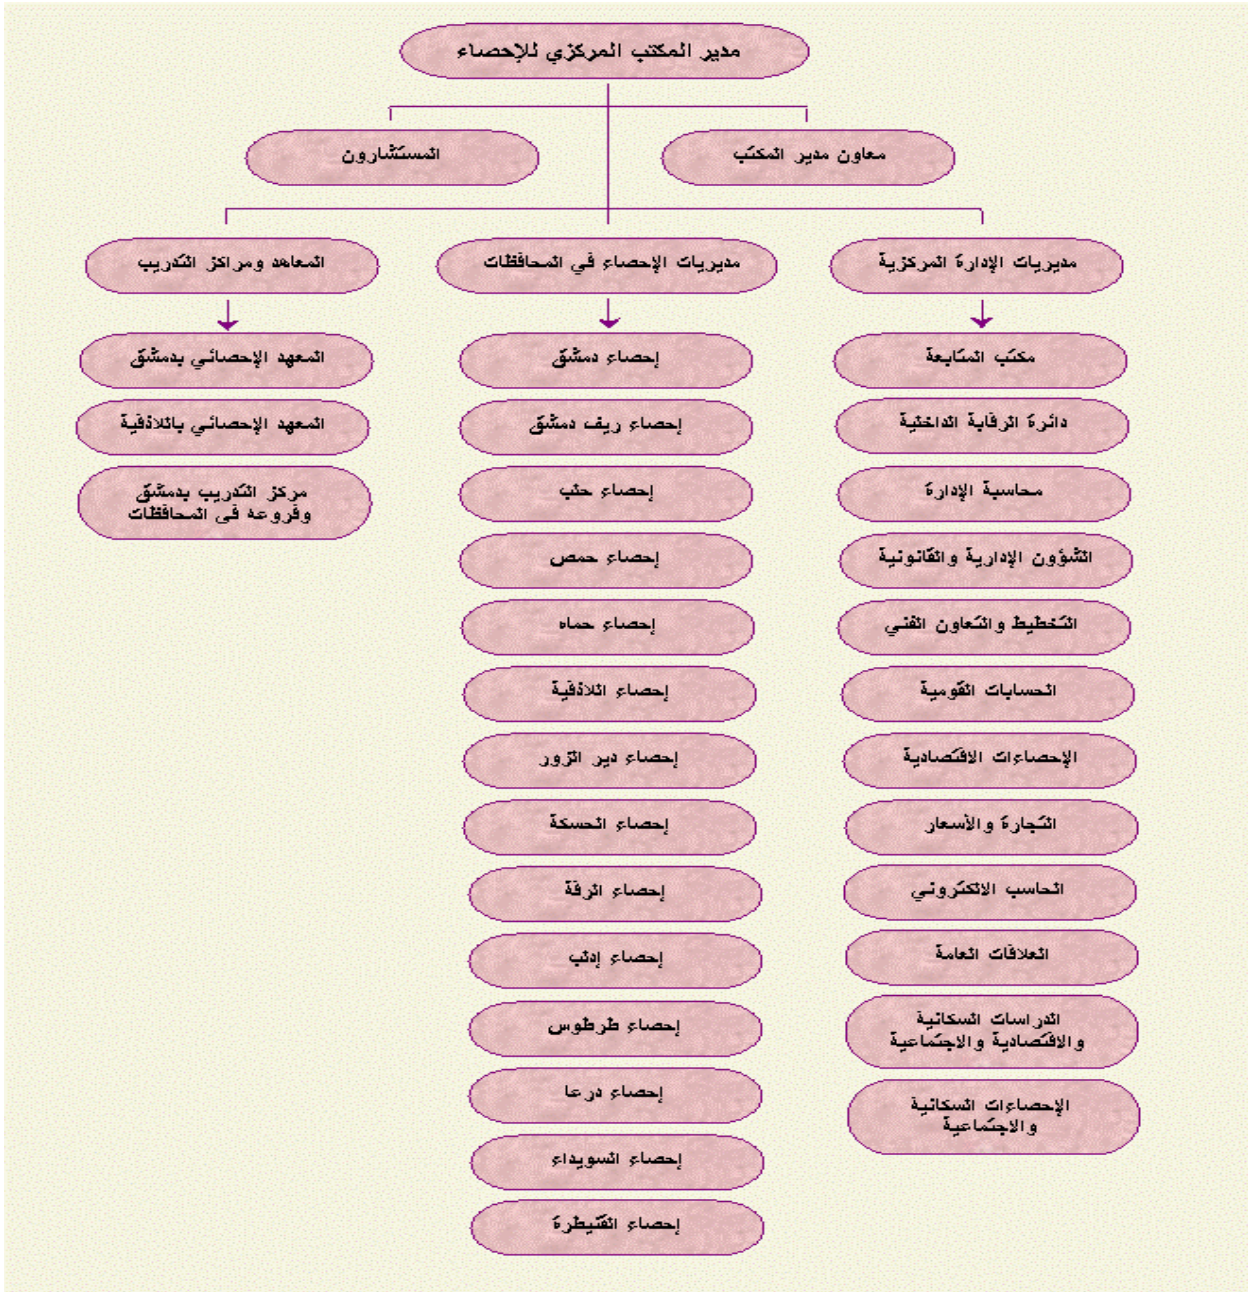 مدير المكتب المركزي للإحصاء
معاون مدير المكتب
المستشارون
مديريات الإدارة المركزية
مديريات الإحصاء في المحافظات
المعاهد ومراكز التدريب
مكتب المتابعة
دائرة الرقابة الداخلية
محاسبة الإدارة
الشؤون الإدارية والقانونية
التخطيط والتعاون الفني
الحسابات القومية
الإحصاءات الاقتصادية
التجارة والأسعار
الحاسب الالكتروني
العلاقات العامة
الدراسات السكانية
والاقتصادية والاجتماعية
الإحصاءات السكانية
والاجتماعية
إحصاء دمشق
إحصاء ريف دمشق
إحصاء حلب
إحصاء حمص
إحصاء حماه
إحصاء اللاذقية
إحصاء دير الزور
إحصاء الحسكة
إحصاء الرقة
إحصاء إدلب
إحصاء طرطوس
إحصاء درعا
إحصاء السويداء
إحصاء القنيطرة
المعهد الإحصائي بدمشق
المعهد الإحصائي باللاذقية
مركز التدريب بدمشق
وفروعه في المحافظات